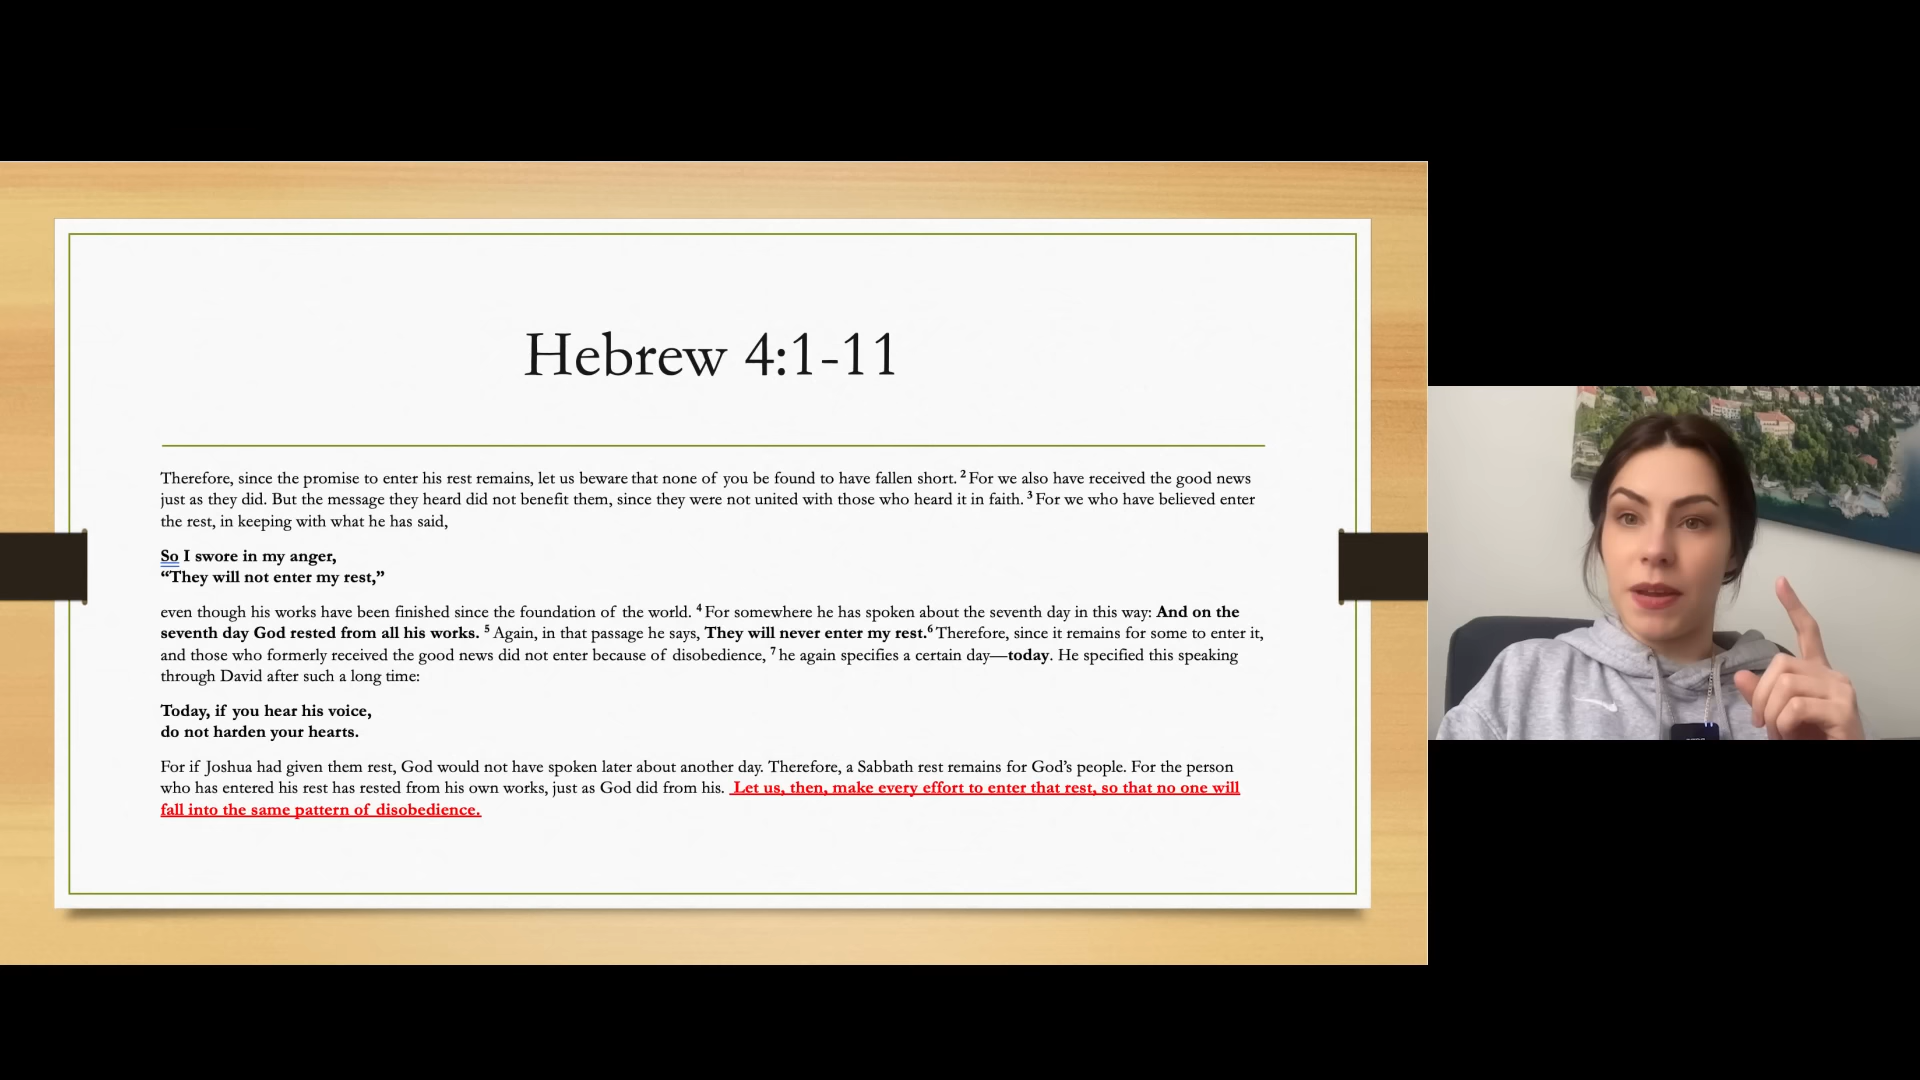 Hebrew 4:1-11
Therefore, since the promise to enter his rest remains, let us beware that none of you be found to have fallen short. 2 For we also have received the good news
just as they did. But the message they heard did not benefit them, since they were not united with those who heard it in faith. 3 For we who have believed enter
the rest, in keeping with what he has said,
So I swore in my anger,
“They will not enter my rest,”
even though his works have been finished since the foundation of the world. 4 For somewhere he has spoken about the seventh day in this way: And on the
seventh day God rested from all his works. 5 Again, in that passage he says, They will never enter my rest.6 Therefore, since it remains for some to enter it,
and those who formerly received the good news did not enter because of disobedience, 7 he again specifies a certain day—today. He specified this speaking
through David after such a long time:
Today, if you hear his voice,
do not harden your hearts.
For if Joshua had given them rest, God would not have spoken later about another day. Therefore, a Sabbath rest remains for God’s people. For the person
who has entered his rest has rested from his own works, just as God did from his. Let us, then, make every effort to enter that rest, so that no one will
fall into the same pattern of disobedience.